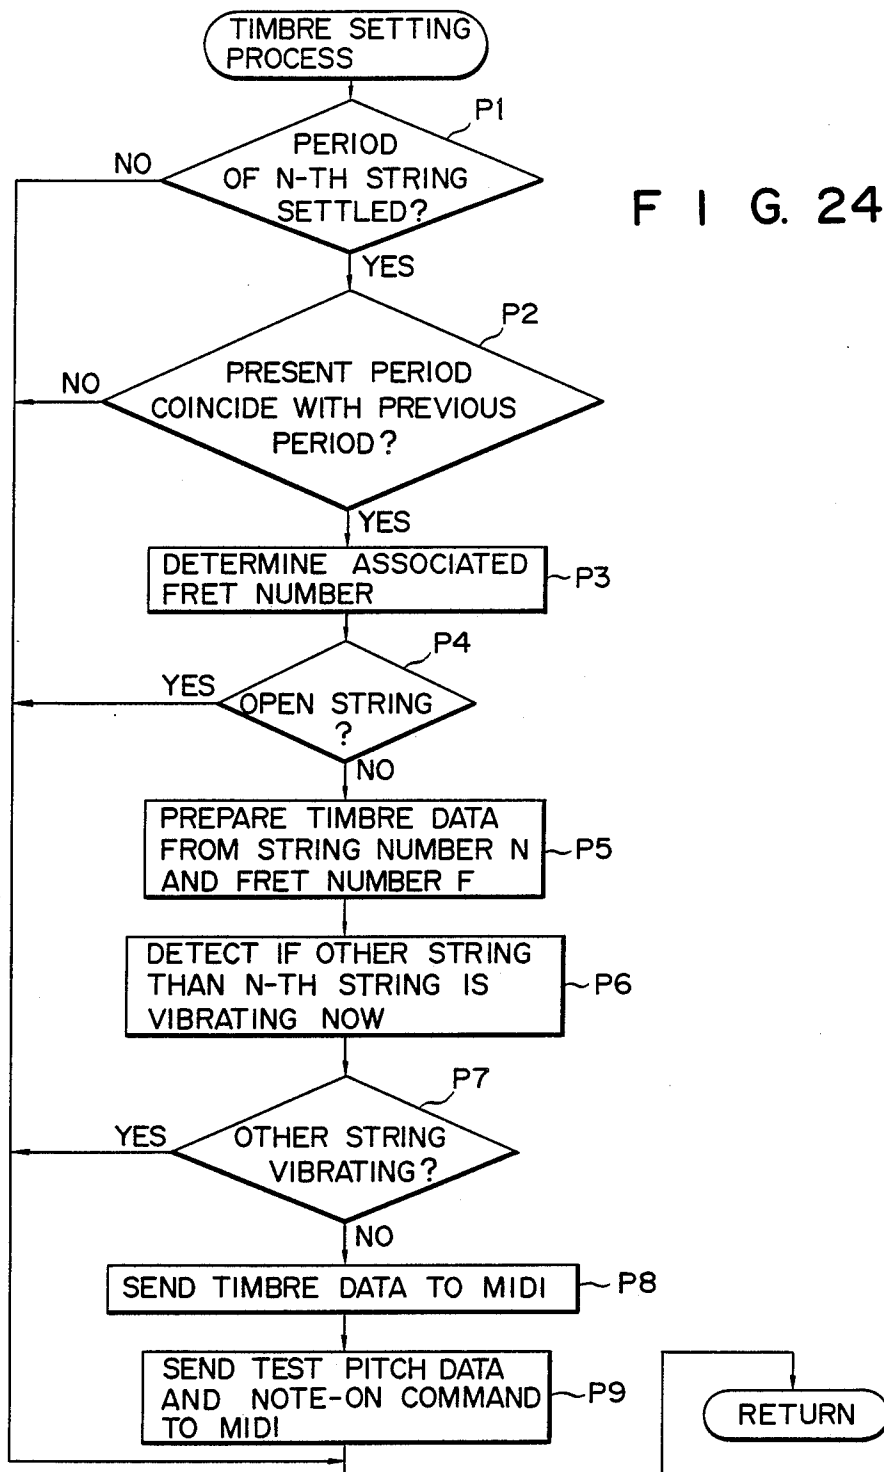 TIMBRE SETTING
PROCESS
P1
PERIOD
OF N-TH STRING
SETTLED?
NO
YES
F I G. 24
P2
PRESENT PERIOD
COINCIDE WITH PREVIOUS
PERIOD?
NO
YES
DETERMINE ASSOCIATED
FRET NUMBER
P3
P4
YES
OPEN STRING
?
NO
PREPARE TIMBRE DATA
FROM STRING NUMBER N
AND FRET NUMBER F
P5
DETECT IF OTHER STRING
THAN N-TH STRING IS
VIBRATING NOW
P6
P7
YES
OTHER STRING
VIBRATING?
NO
SEND TIMBRE DATA TO MIDI
P8
SEND TEST PITCH DATA
AND NOTE-ON COMMAND
TO MIDI
P9
RETURN